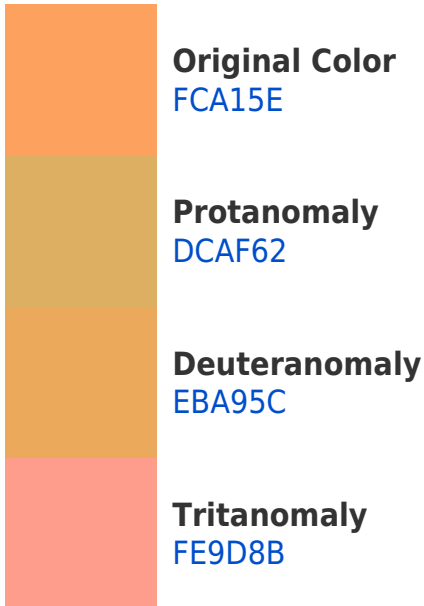 Original Color
FCA15E
Protanomaly
DCAF62
Deuteranomaly
EBA95C
Tritanomaly
FE9D8B